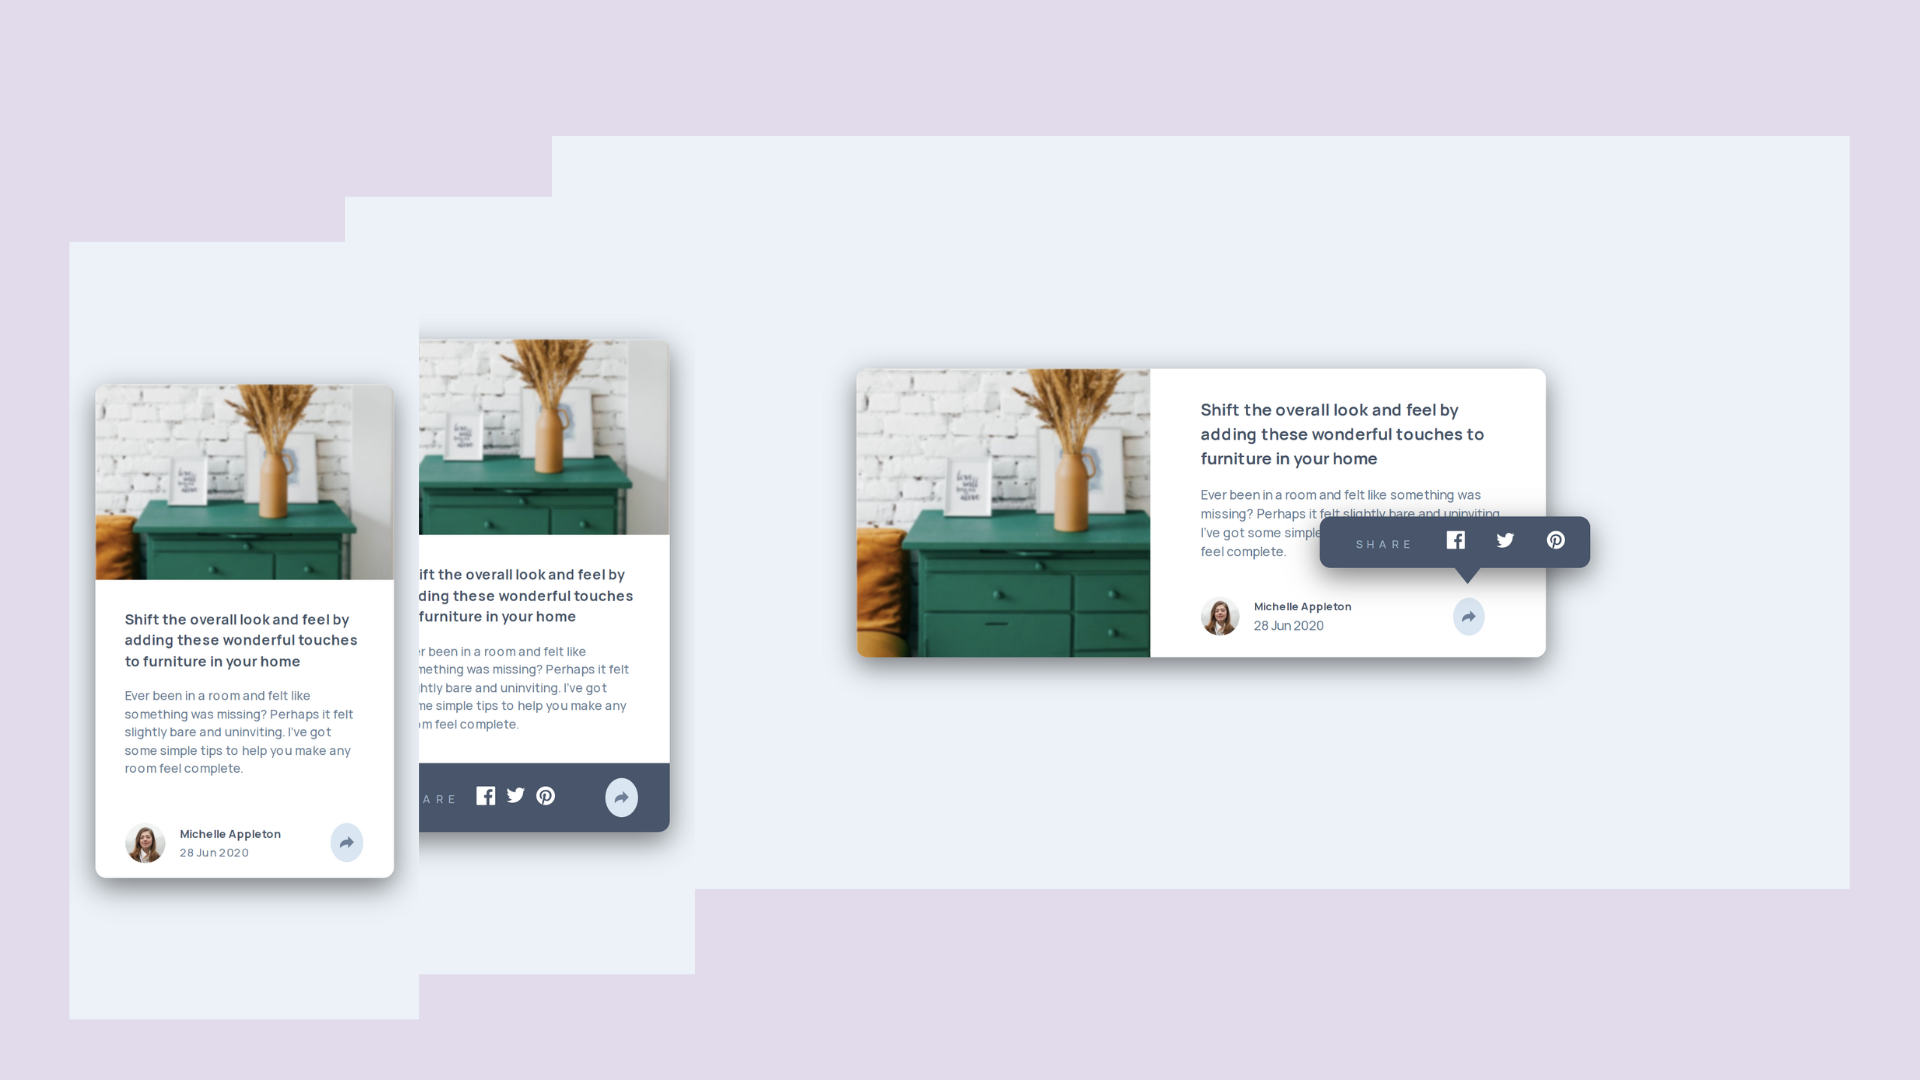 Shift the overall look and feel by
adding these wonderful touches
to furniture in your home
Ever been in a room and felt like
something was missing? Perhaps it felt
slightly bare and uninviting. I've got
some simple tips to help you make any
room feel complete.
Michelle Appleton
28 Jun 2020
ift the overall look and feel by
ding these wonderful touches
furniture in your home
er been in a room and felt like
mething was missing? Perhaps it felt
htly bare and uninviting. I've got
me simple tips to help you make any
om feel complete.
ARE
Shift the overall look and feel by
adding these wonderful touches to
furniture in your home
Ever been in a room and felt like something was
missing? Perhaps it felt slightly bare and uninviting.
I've got some simple
feel complete.
SHARE
Michelle Appleton
28 Jun 2020